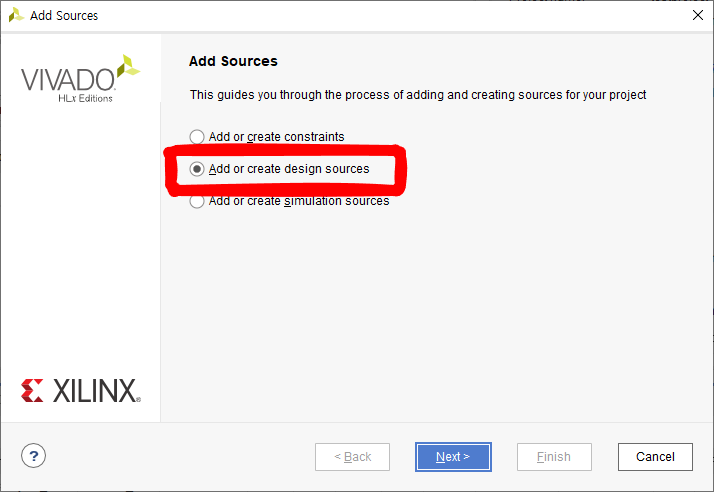 Add Sources
VIVADO
HLx Editions
Add Sources
This guides you through the process of adding and creating sources for your project
Add or create constraints
Add or create design sources
Add or create simulation sources
XILINX
?
< Back
Next >
Finish
Cancel